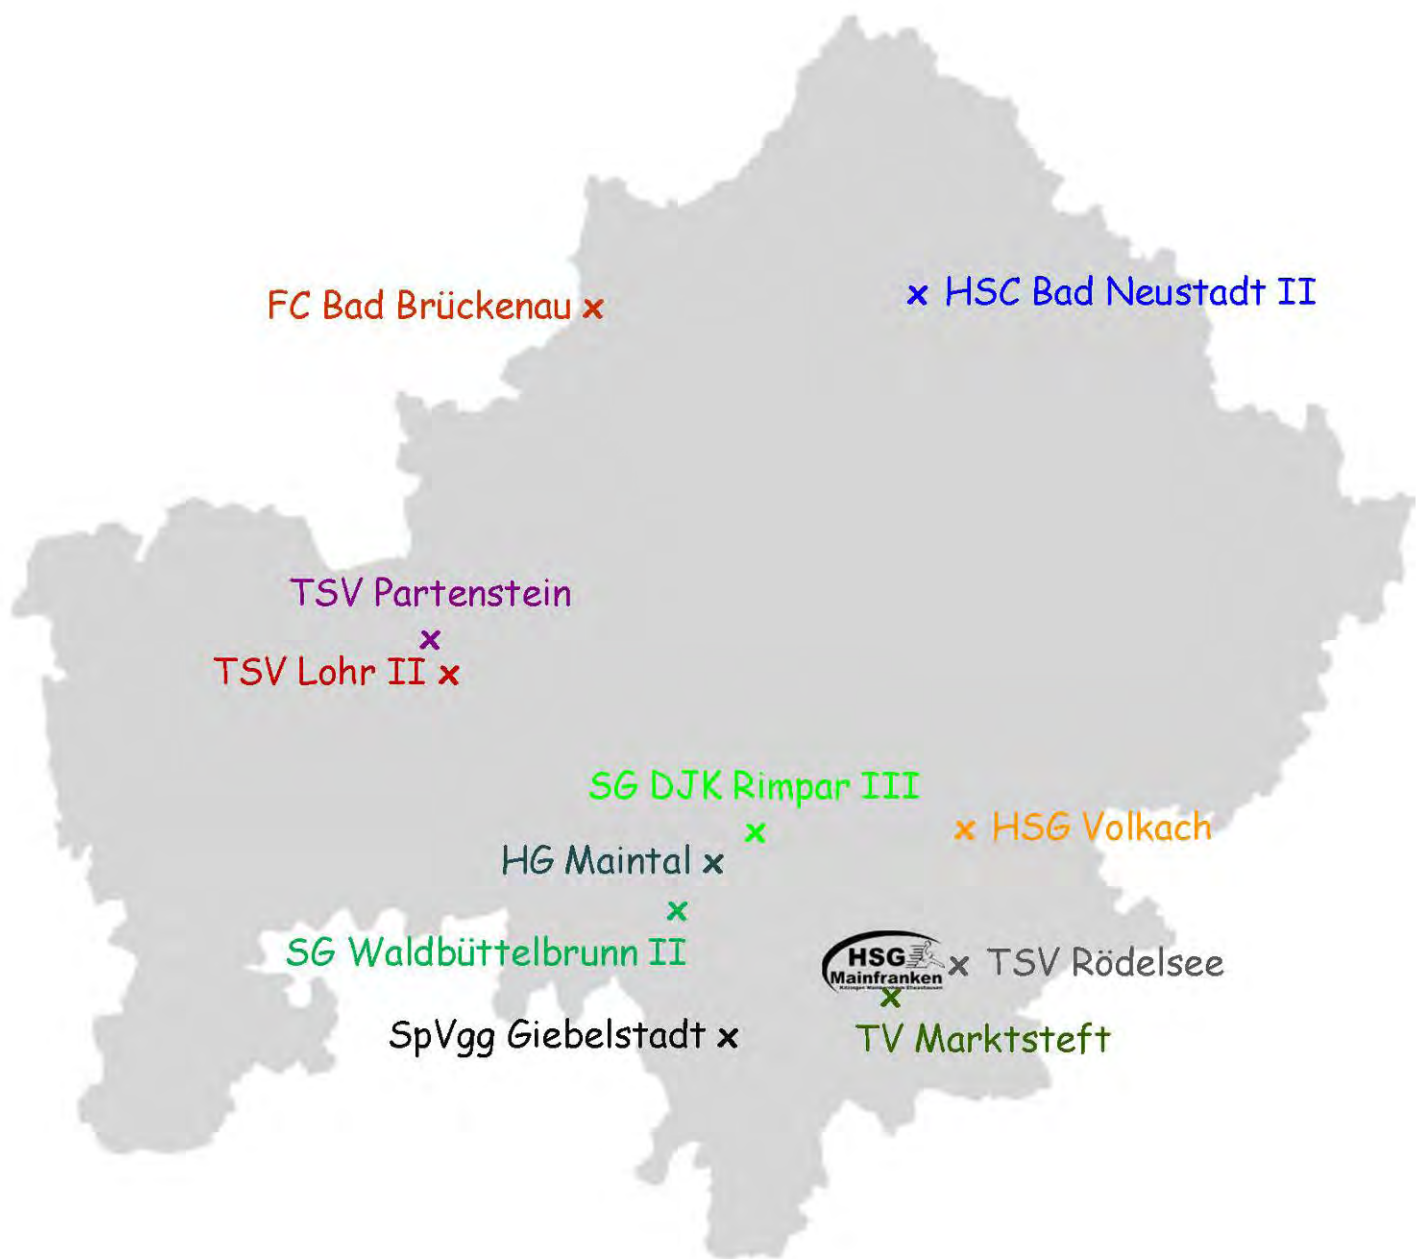 HSC Bad Neustadt II
FC Bad Brückenau
TSV Partenstein
TSV Lohr II
SG DJK Rimpar III
HSG Volkach
HG Maintal
SG Waldbüttelbrunn II
HSG
Mainfranken
TSV Rödelsee
SpVgg Giebelstadt
TV Marktsteft